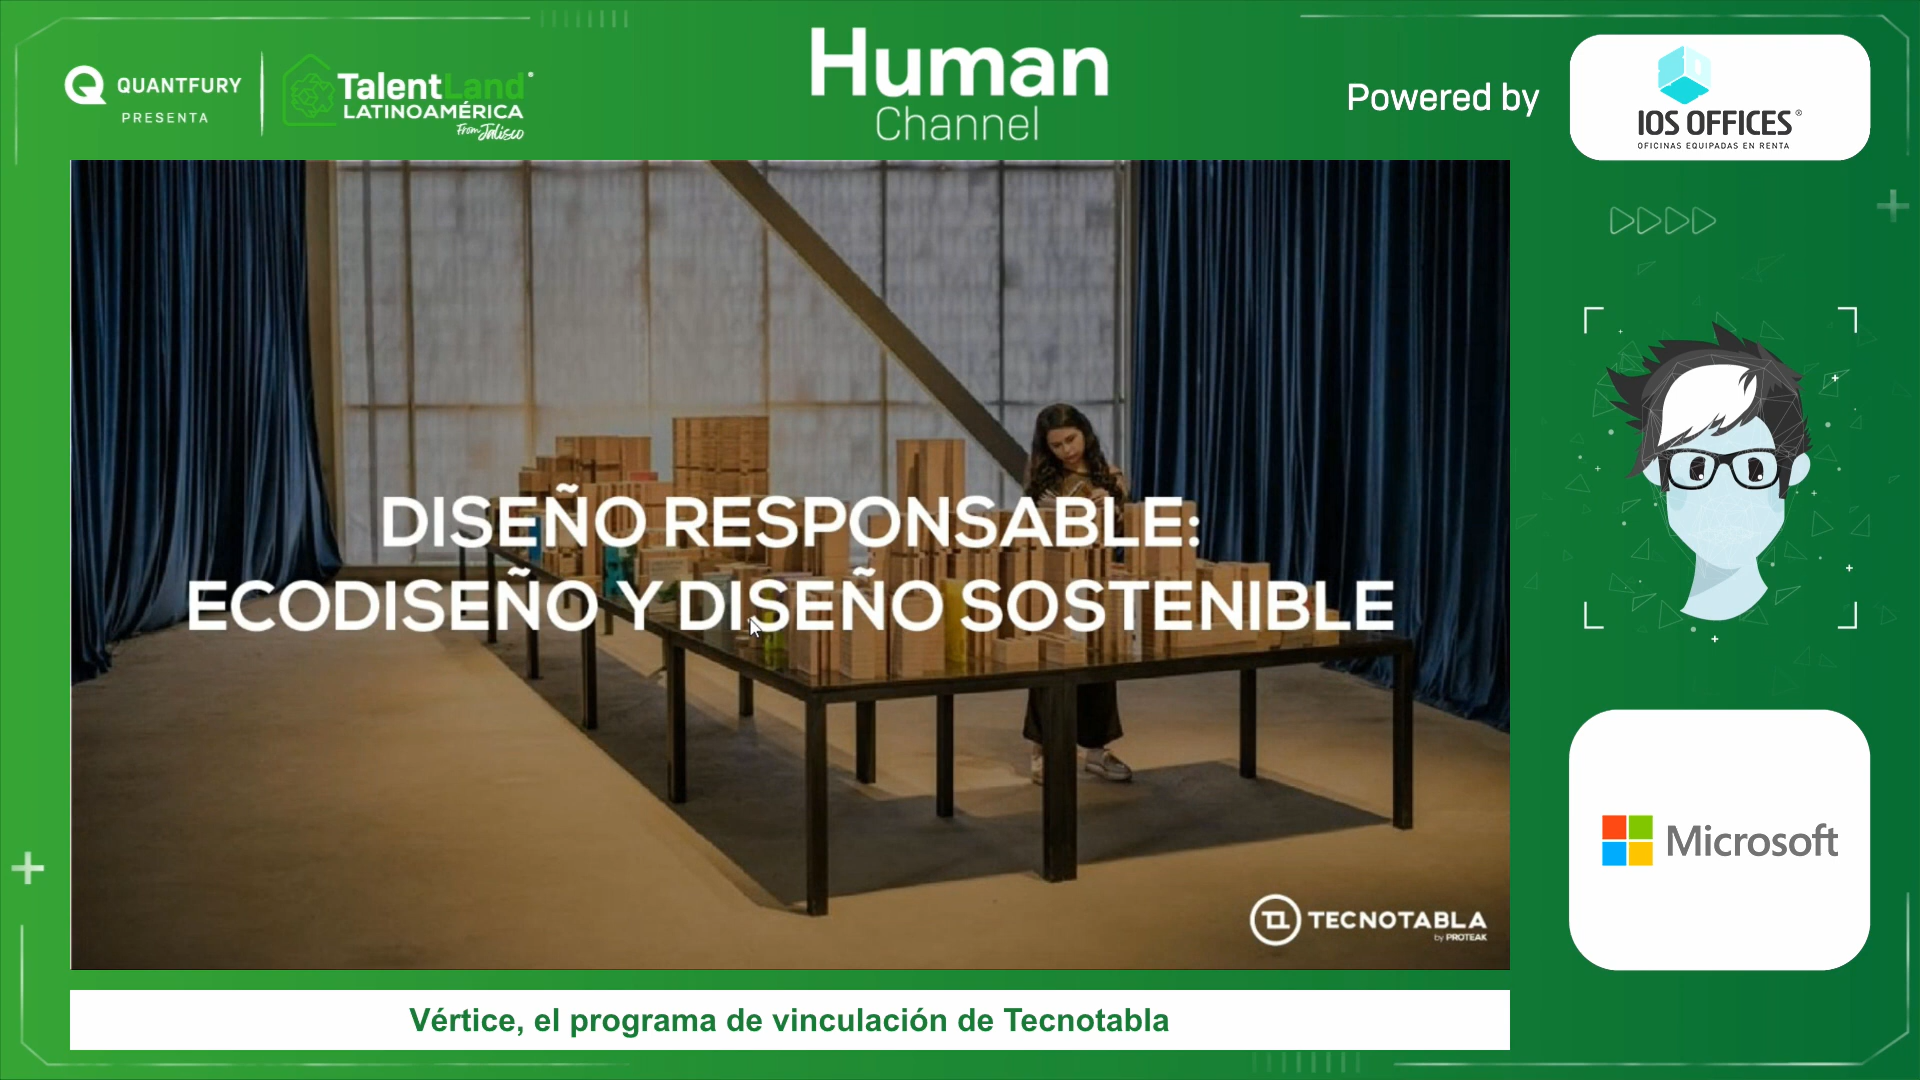 QUANTFURY
PRESENTA
TalentLand
LATINOAMÉRICA
From Jalisco
Human
Channel
Powered by
IOS OFFICES®
OFICINAS EQUIPADAS EN RENTA
DISEÑO RESPONSABLE:
ECODISEÑO Y DISEÑO SOSTENIBLE
TECNOTABLA
by PROTEAK
Microsoft
Vértice, el programa de vinculación de Tecnotabla